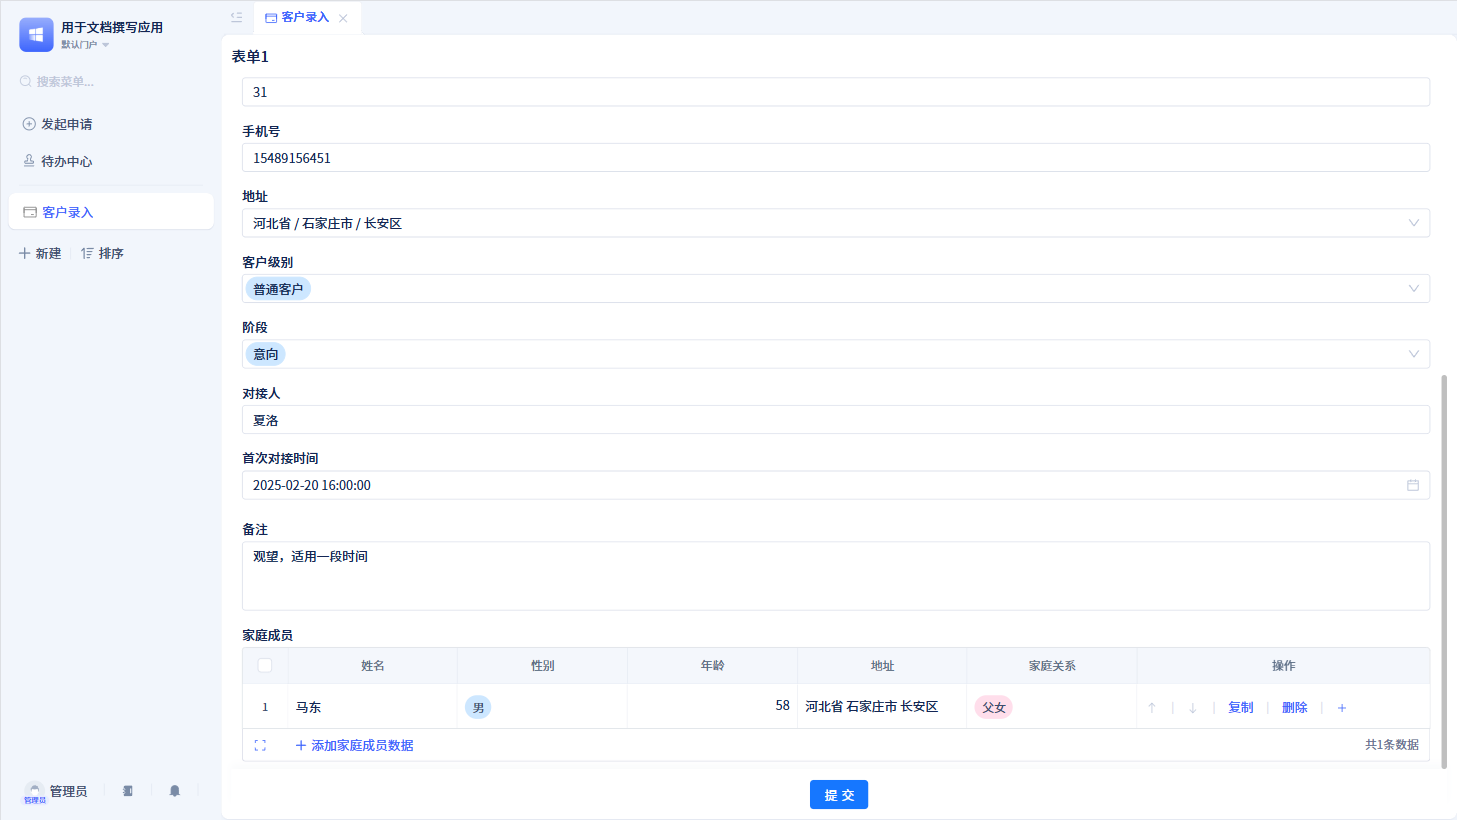 用于文档撰写应用
默认门户
搜索菜单...
发起申请
待办中心
客户录入
新建 排序
管理员
管理员
客户录入
表单1
31
手机号
15489156451
地址
河北省 / 石家庄市 / 长安区
客户级别
普通客户
阶段
意向
对接人
夏洛
首次对接时间
2025-02-20 16:00:00
备注
观望，适用一段时间
家庭成员
姓名 性别 年龄 地址 家庭关系 操作
1 马东 男 58 河北省 石家庄市 长安区 父女 复制 删除
添加家庭成员数据 共1条数据
提 交